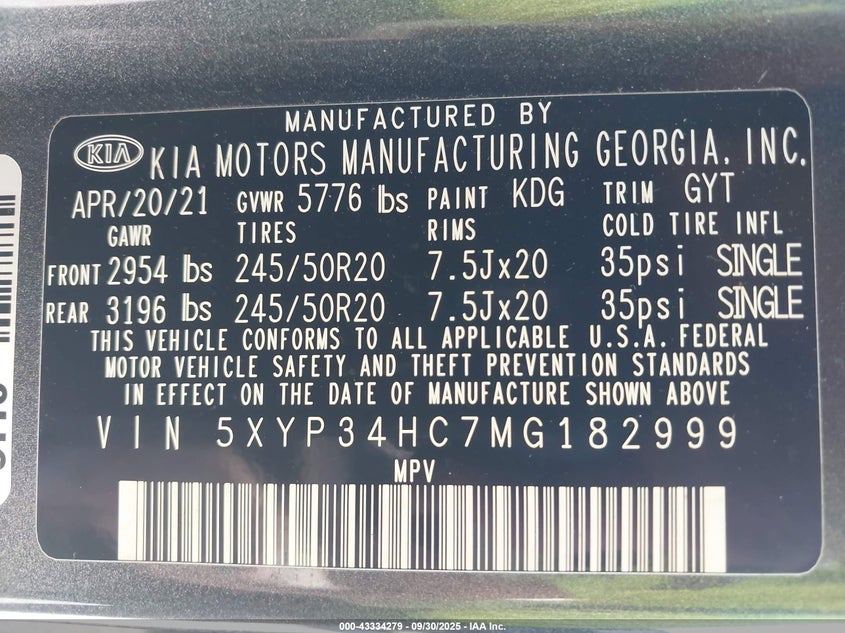 MANUFACTURED BY
KIA KIA MOTORS MANUFACTURING GEORGIA, INC.
APR/20/21 GVWR 5776 lbs PAINT KDG TRIM GYT
GAWR TIRES RIMS COLD TIRE INFL
FRONT 2954 lbs 245/50R20 7.5Jx20 35psi SINGLE
REAR 3196 lbs 245/50R20 7.5Jx20 35psi SINGLE
THIS VEHICLE CONFORMS TO ALL APPLICABLE U.S.A. FEDERAL
MOTOR VEHICLE SAFETY AND THEFT PREVENTION STANDARDS
IN EFFECT ON THE DATE OF MANUFACTURE SHOWN ABOVE
VIN 5XYP34HC7MG182999
MPV
000-43334279 - 09/30/2025 - IAA Inc.